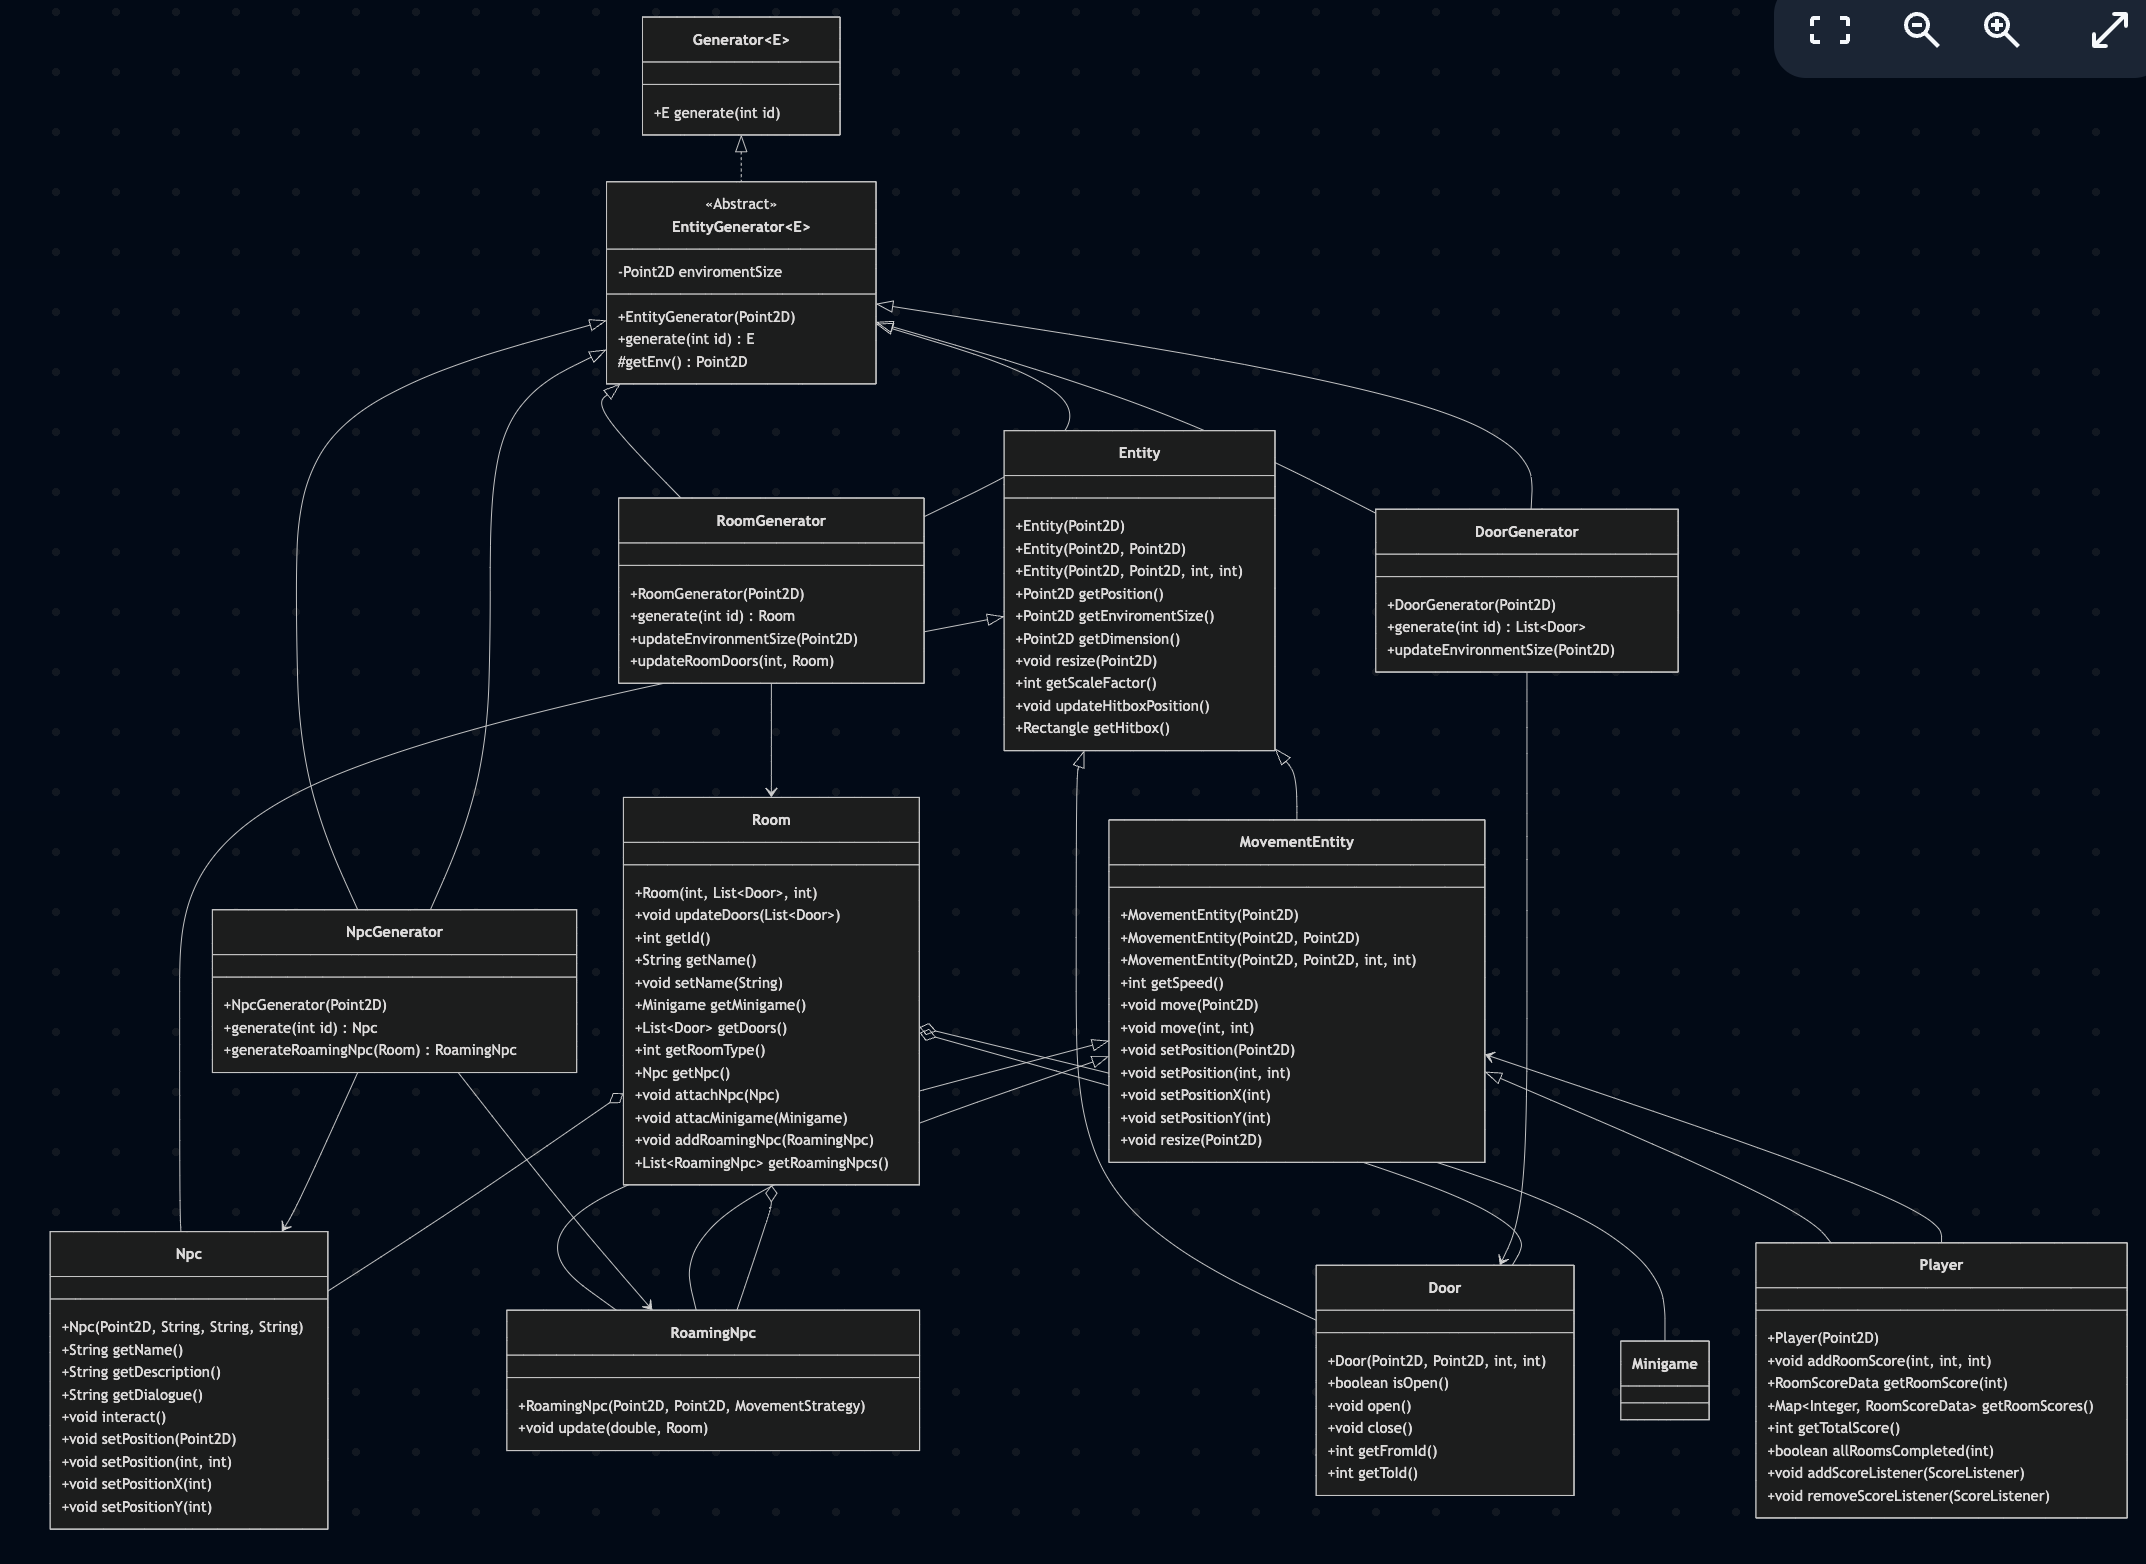 Generator<E>
+E generate(int id)
«Abstract»
EntityGenerator<E>
-Point2D enviromentSize
+EntityGenerator(Point2D)
+generate(int id) : E
#getEnv() : Point2D
Entity
+Entity(Point2D)
+Entity(Point2D, Point2D)
+Entity(Point2D, Point2D, int, int)
+Point2D getPosition()
+Point2D getEnviromentSize()
+Point2D getDimension()
+void resize(Point2D)
+int getScaleFactor()
+void updateHitboxPosition()
+Rectangle getHitbox()
RoomGenerator
+RoomGenerator(Point2D)
+generate(int id) : Room
+updateEnvironmentSize(Point2D)
+updateRoomDoors(int, Room)
DoorGenerator
+DoorGenerator(Point2D)
+generate(int id) : List<Door>
+updateEnvironmentSize(Point2D)
Room
+Room(int, List<Door>, int)
+void updateDoors(List<Door>)
+int getId()
+String getName()
+void setName(String)
+Minigame getMinigame()
+List<Door> getDoors()
+int getRoomType()
+Npc getNpc()
+void attachNpc(Npc)
+void attacMinigame(Minigame)
+void addRoamingNpc(RoamingNpc)
+List<RoamingNpc> getRoamingNpcs()
MovementEntity
+MovementEntity(Point2D)
+MovementEntity(Point2D, Point2D)
+MovementEntity(Point2D, Point2D, int, int)
+int getSpeed()
+void move(Point2D)
+void move(int, int)
+void setPosition(Point2D)
+void setPosition(int, int)
+void setPositionX(int)
+void setPositionY(int)
+void resize(Point2D)
NpcGenerator
+NpcGenerator(Point2D)
+generate(int id) : Npc
+generateRoamingNpc(Room) : RoamingNpc
Npc
+Npc(Point2D, String, String, String)
+String getName()
+String getDescription()
+String getDialogue()
+void interact()
+void setPosition(Point2D)
+void setPosition(int, int)
+void setPositionX(int)
+void setPositionY(int)
RoamingNpc
+RoamingNpc(Point2D, Point2D, MovementStrategy)
+void update(double, Room)
Door
+Door(Point2D, Point2D, int, int)
+boolean isOpen()
+void open()
+void close()
+int getFromId()
+int getToId()
Minigame
Player
+Player(Point2D)
+void addRoomScore(int, int, int)
+RoomScoreData getRoomScore(int)
+Map<Integer, RoomScoreData> getRoomScores()
+int getTotalScore()
+boolean allRoomsCompleted(int)
+void addScoreListener(ScoreListener)
+void removeScoreListener(ScoreListener)